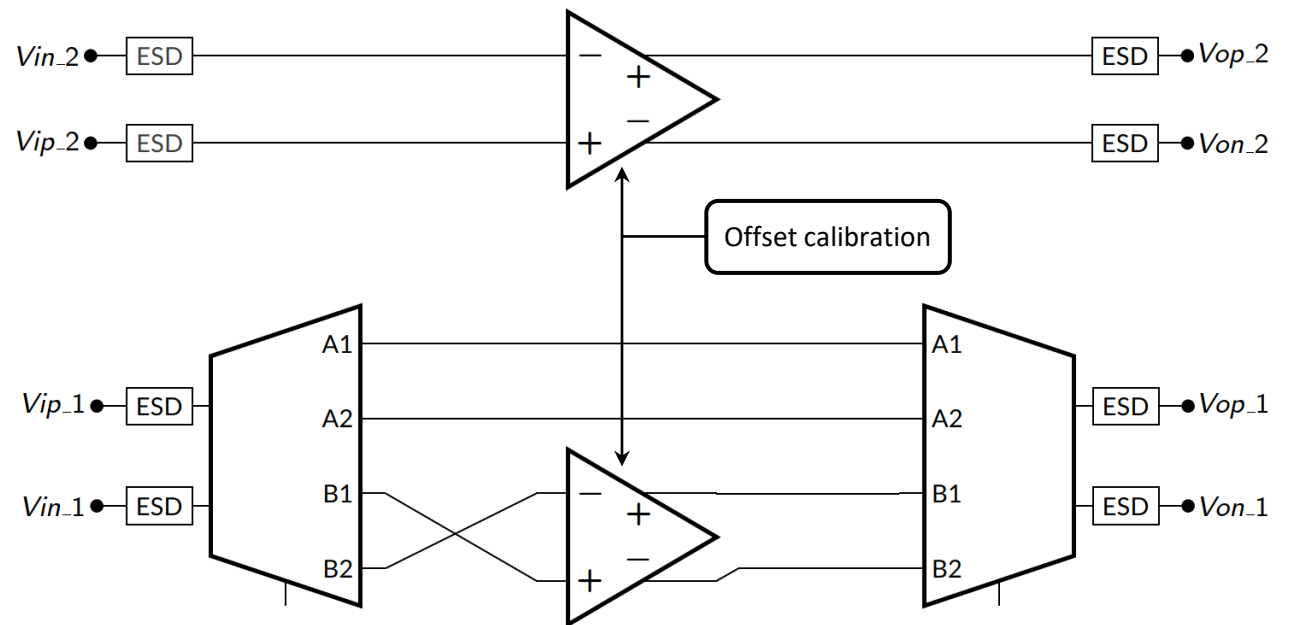 Vin_2 ESD − + ESD Vop_2
Vip_2 ESD + − ESD Von_2
Offset calibration
A1 A1
Vip_1 ESD ESD Vop_1
A2 A2
B1 − + B1
Vin_1 ESD ESD Von_1
B2 + − B2